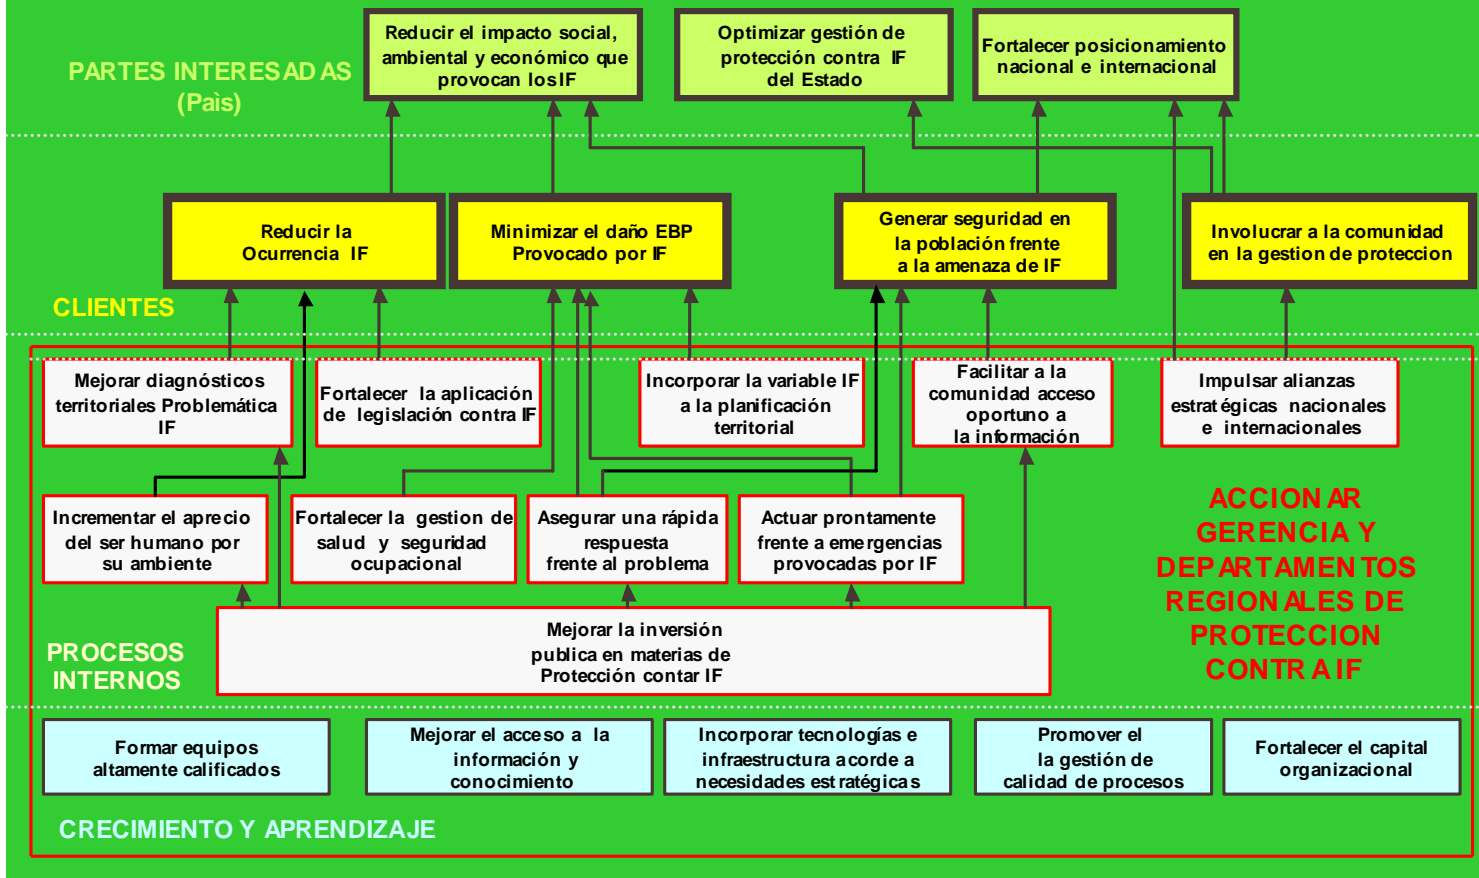 PARTES INTERESADAS
(Paìs)
Reducir el impacto social,
ambiental y económico que
provocan los IF
Optimizar gestión de
protección contra IF
del Estado
Fortalecer posicionamiento
nacional e internacional
CLIENTES
Reducir la
Ocurrencia IF
Minimizar el daño EBP
Provocado por IF
Generar seguridad en
la población frente
a la amenaza de IF
Involucrar a la comunidad
en la gestion de proteccion
Mejorar diagnósticos
territoriales Problemática
IF
Fortalecer la aplicación
de legislación contra IF
Incorporar la variable IF
a la planificación
territorial
Facilitar a la
comunidad acceso
oportuno a
la información
Impulsar alianzas
estratégicas nacionales
e internacionales
Incrementar el aprecio
del ser humano por
su ambiente
Fortalecer la gestion de
salud y seguridad
ocupacional
Asegurar una rápida
respuesta
frente al problema
Actuar prontamente
frente a emergencias
provocadas por IF
ACCIONAR
GERENCIA Y
DEPARTAMENTOS
REGIONALES DE
PROTECCION
CONTRA IF
PROCESOS
INTERNOS
Mejorar la inversión
publica en materias de
Protección contar IF
Formar equipos
altamente calificados
Mejorar el acceso a la
información y
conocimiento
Incorporar tecnologías e
infraestructura acorde a
necesidades estratégicas
Promover el
la gestión de
calidad de procesos
Fortalecer el capital
organizacional
CRECIMIENTO Y APRENDIZAJE